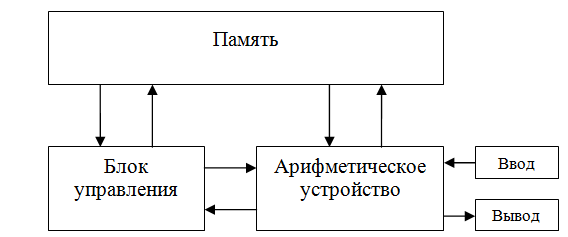 Память
Блок
управления
Арифметическое
устройство
Ввод
Вывод